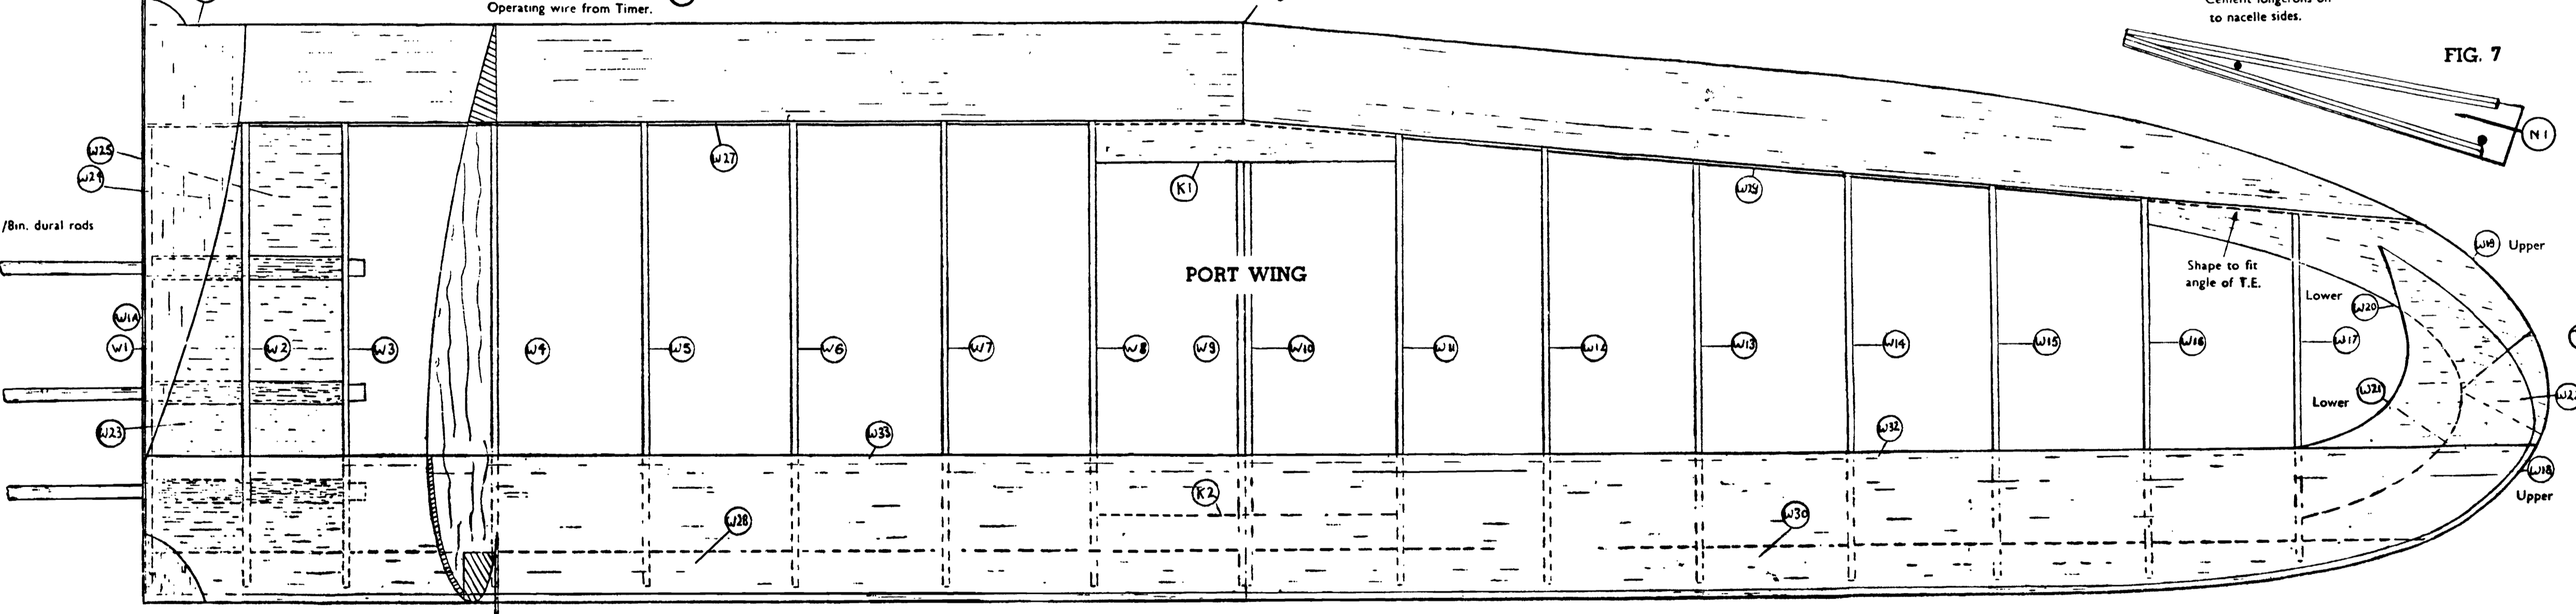 Operating wire from Timer.
to nacelle sides.
FIG. 7
N1
W25
W24
W27
K1
W29
/8in. dural rods
W19 Upper
PORT WING
Shape to fit
angle of T.E.
Lower W20
W1A
W1
W2
W3
W4
W5
W6
W7
W8
W9
W10
W11
W12
W13
W14
W15
W16
W17
Lower W21
W23
W33
W32
K2
W28
W30
W18
Upper